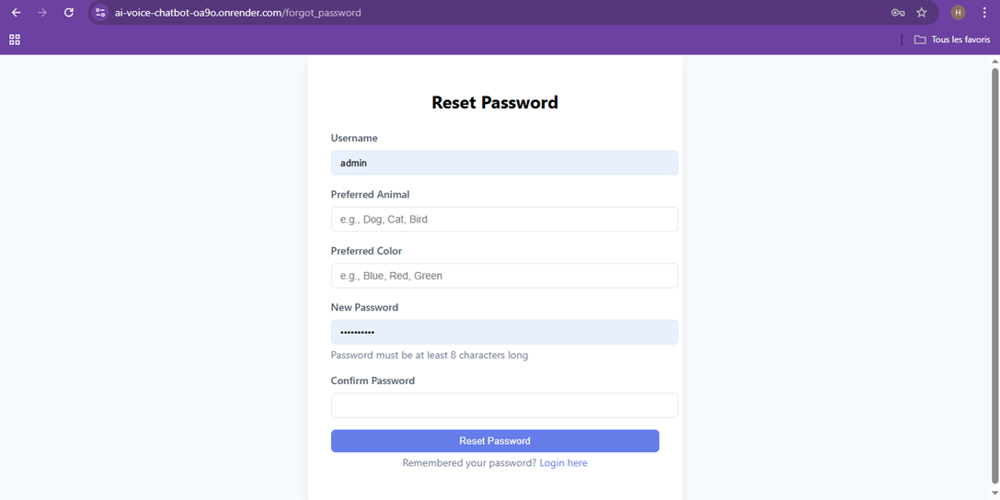 ai-voice-chatbot-oa9o.onrender.com/forgot_password
H
Tous les favoris
Reset Password
Username
admin
Preferred Animal
e.g., Dog, Cat, Bird
Preferred Color
e.g., Blue, Red, Green
New Password
••••••••••
Password must be at least 8 characters long
Confirm Password
Reset Password
Remembered your password? Login here